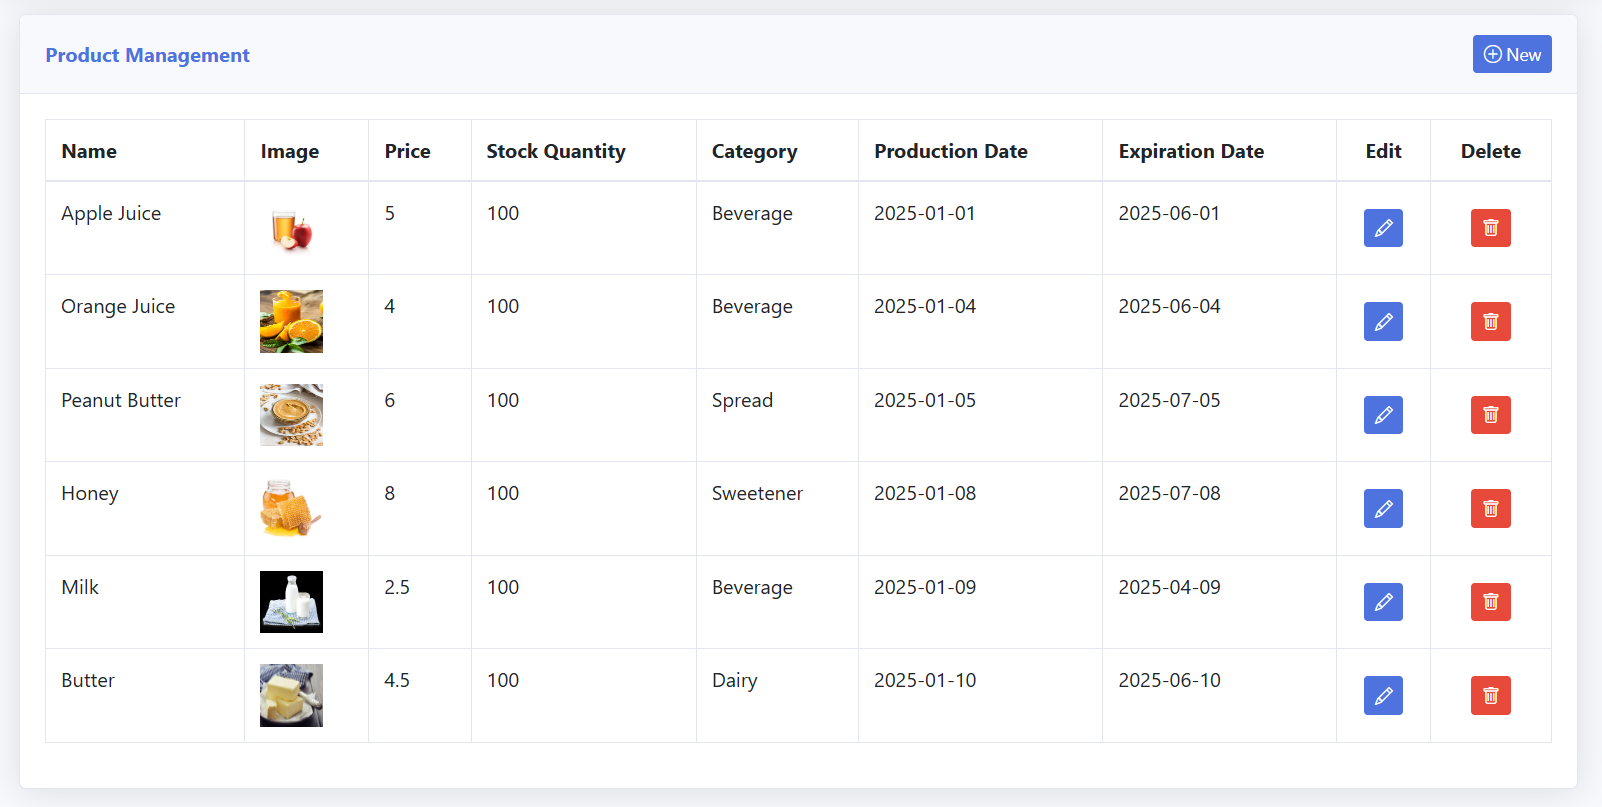 Product Management
New
Name Image Price Stock Quantity Category Production Date Expiration Date Edit Delete
Apple Juice 5 100 Beverage 2025-01-01 2025-06-01
Orange Juice 4 100 Beverage 2025-01-04 2025-06-04
Peanut Butter 6 100 Spread 2025-01-05 2025-07-05
Honey 8 100 Sweetener 2025-01-08 2025-07-08
Milk 2.5 100 Beverage 2025-01-09 2025-04-09
Butter 4.5 100 Dairy 2025-01-10 2025-06-10